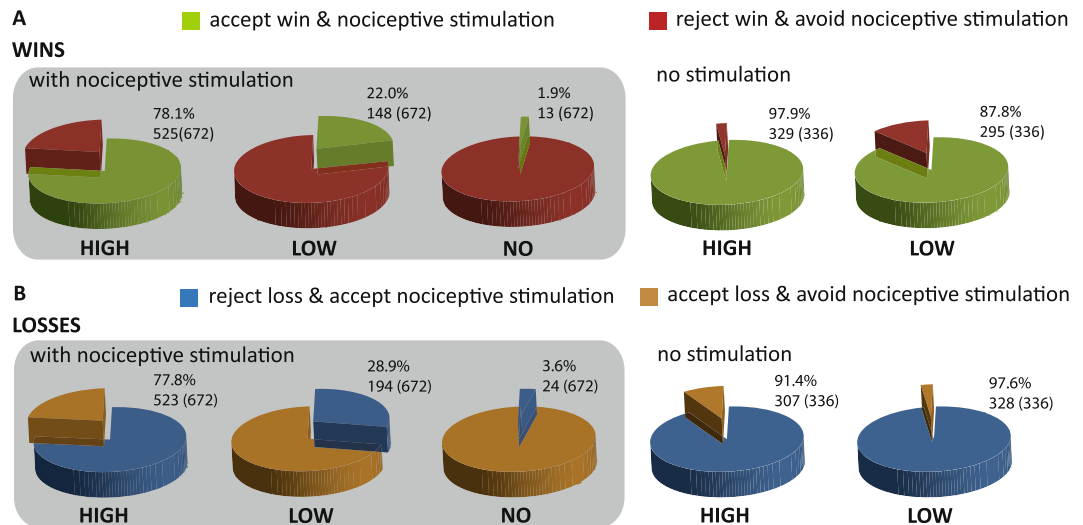 A
accept win & nociceptive stimulation
reject win & avoid nociceptive stimulation
WINS
with nociceptive stimulation
no stimulation
78.1%
525(672)
22.0%
148 (672)
1.9%
13 (672)
97.9%
329 (336)
87.8%
295 (336)
HIGH
LOW
NO
HIGH
LOW
B
reject loss & accept nociceptive stimulation
accept loss & avoid nociceptive stimulation
LOSSES
with nociceptive stimulation
no stimulation
77.8%
523 (672)
28.9%
194 (672)
3.6%
24 (672)
91.4%
307 (336)
97.6%
328 (336)
HIGH
LOW
NO
HIGH
LOW